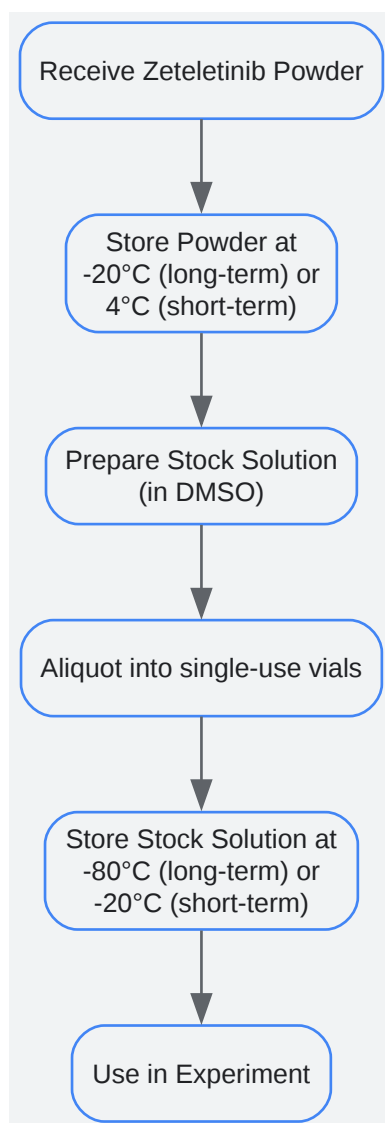 Receive Zeteletinib Powder
Store Powder at
-20°C (long-term) or
4°C (short-term)
Prepare Stock Solution
(in DMSO)
Aliquot into single-use vials
Store Stock Solution at
-80°C (long-term) or
-20°C (short-term)
Use in Experiment